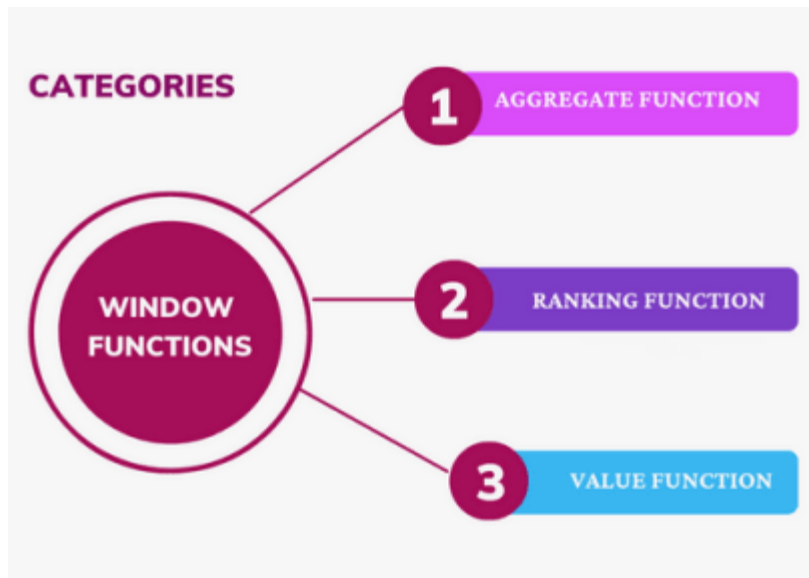 CATEGORIES
1
AGGREGATE FUNCTION
WINDOW
FUNCTIONS
2
RANKING FUNCTION
3
VALUE FUNCTION